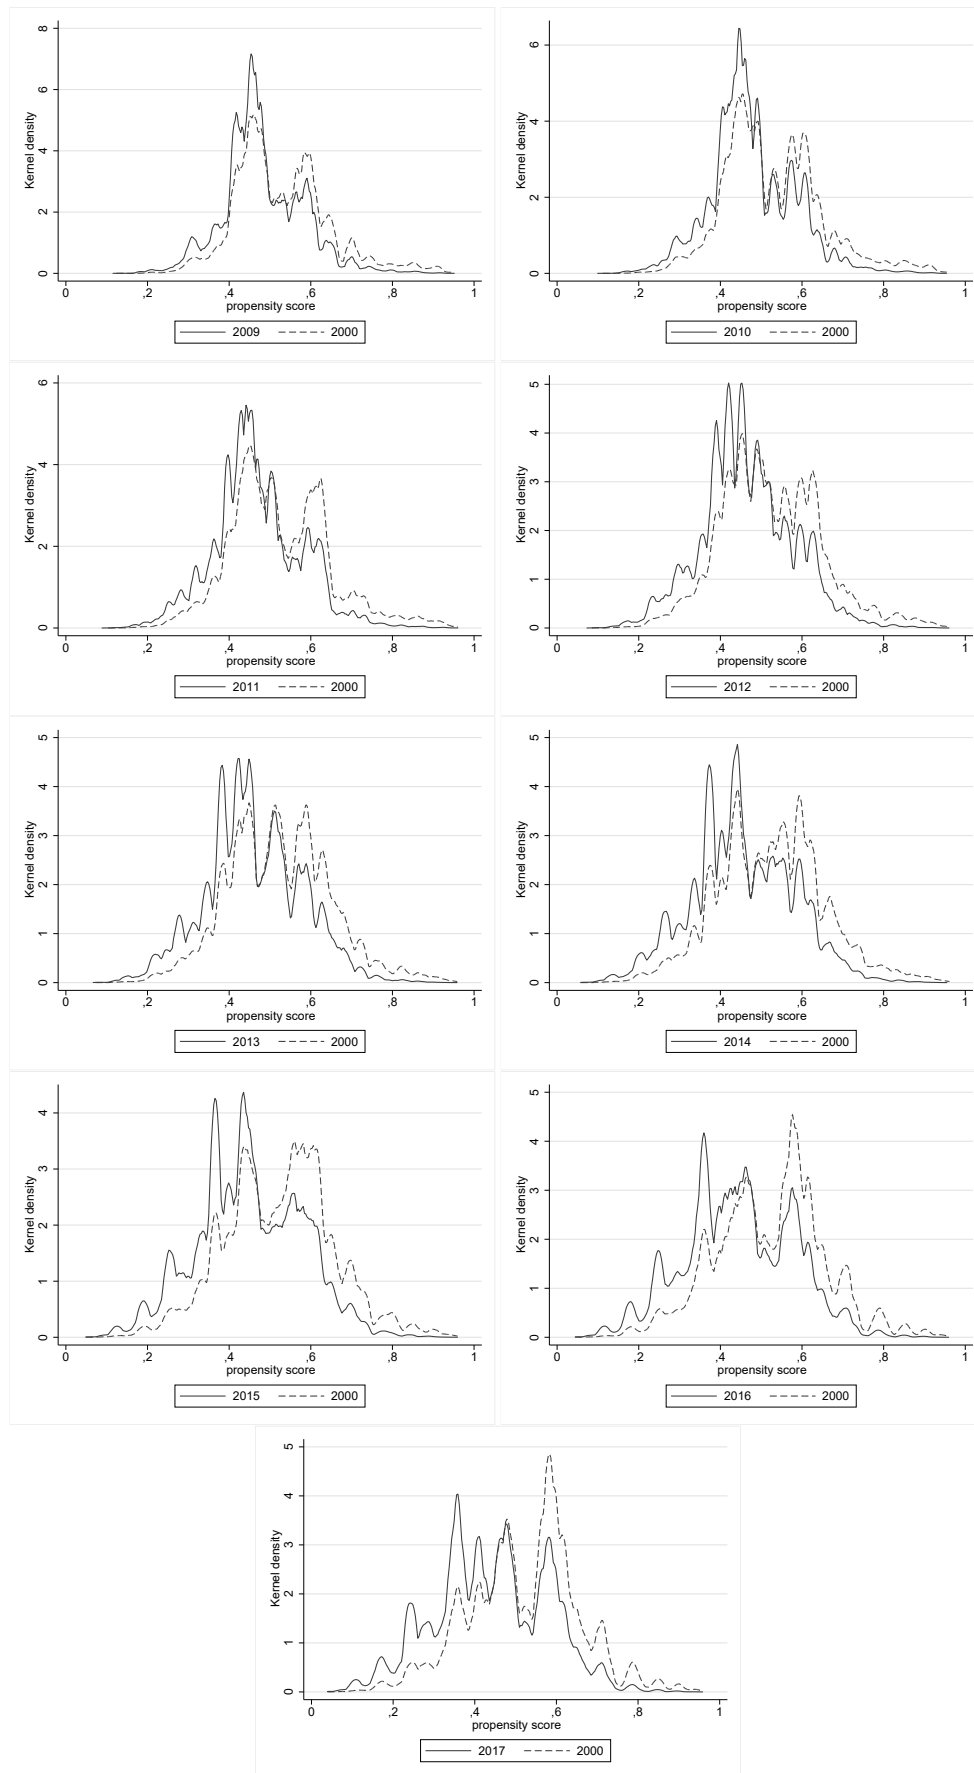 8
6
4
2
0
Kernel density
0 ,2 ,4 ,6 ,8 1
propensity score
2009 2000
6
4
2
0
Kernel density
0 ,2 ,4 ,6 ,8 1
propensity score
2010 2000
6
4
2
0
Kernel density
0 ,2 ,4 ,6 ,8 1
propensity score
2011 2000
5
4
3
2
1
0
Kernel density
0 ,2 ,4 ,6 ,8 1
propensity score
2012 2000
5
4
3
2
1
0
Kernel density
0 ,2 ,4 ,6 ,8 1
propensity score
2013 2000
5
4
3
2
1
0
Kernel density
0 ,2 ,4 ,6 ,8 1
propensity score
2014 2000
4
3
2
1
0
Kernel density
0 ,2 ,4 ,6 ,8 1
propensity score
2015 2000
5
4
3
2
1
0
Kernel density
0 ,2 ,4 ,6 ,8 1
propensity score
2016 2000
5
4
3
2
1
0
Kernel density
0 ,2 ,4 ,6 ,8 1
propensity score
2017 2000